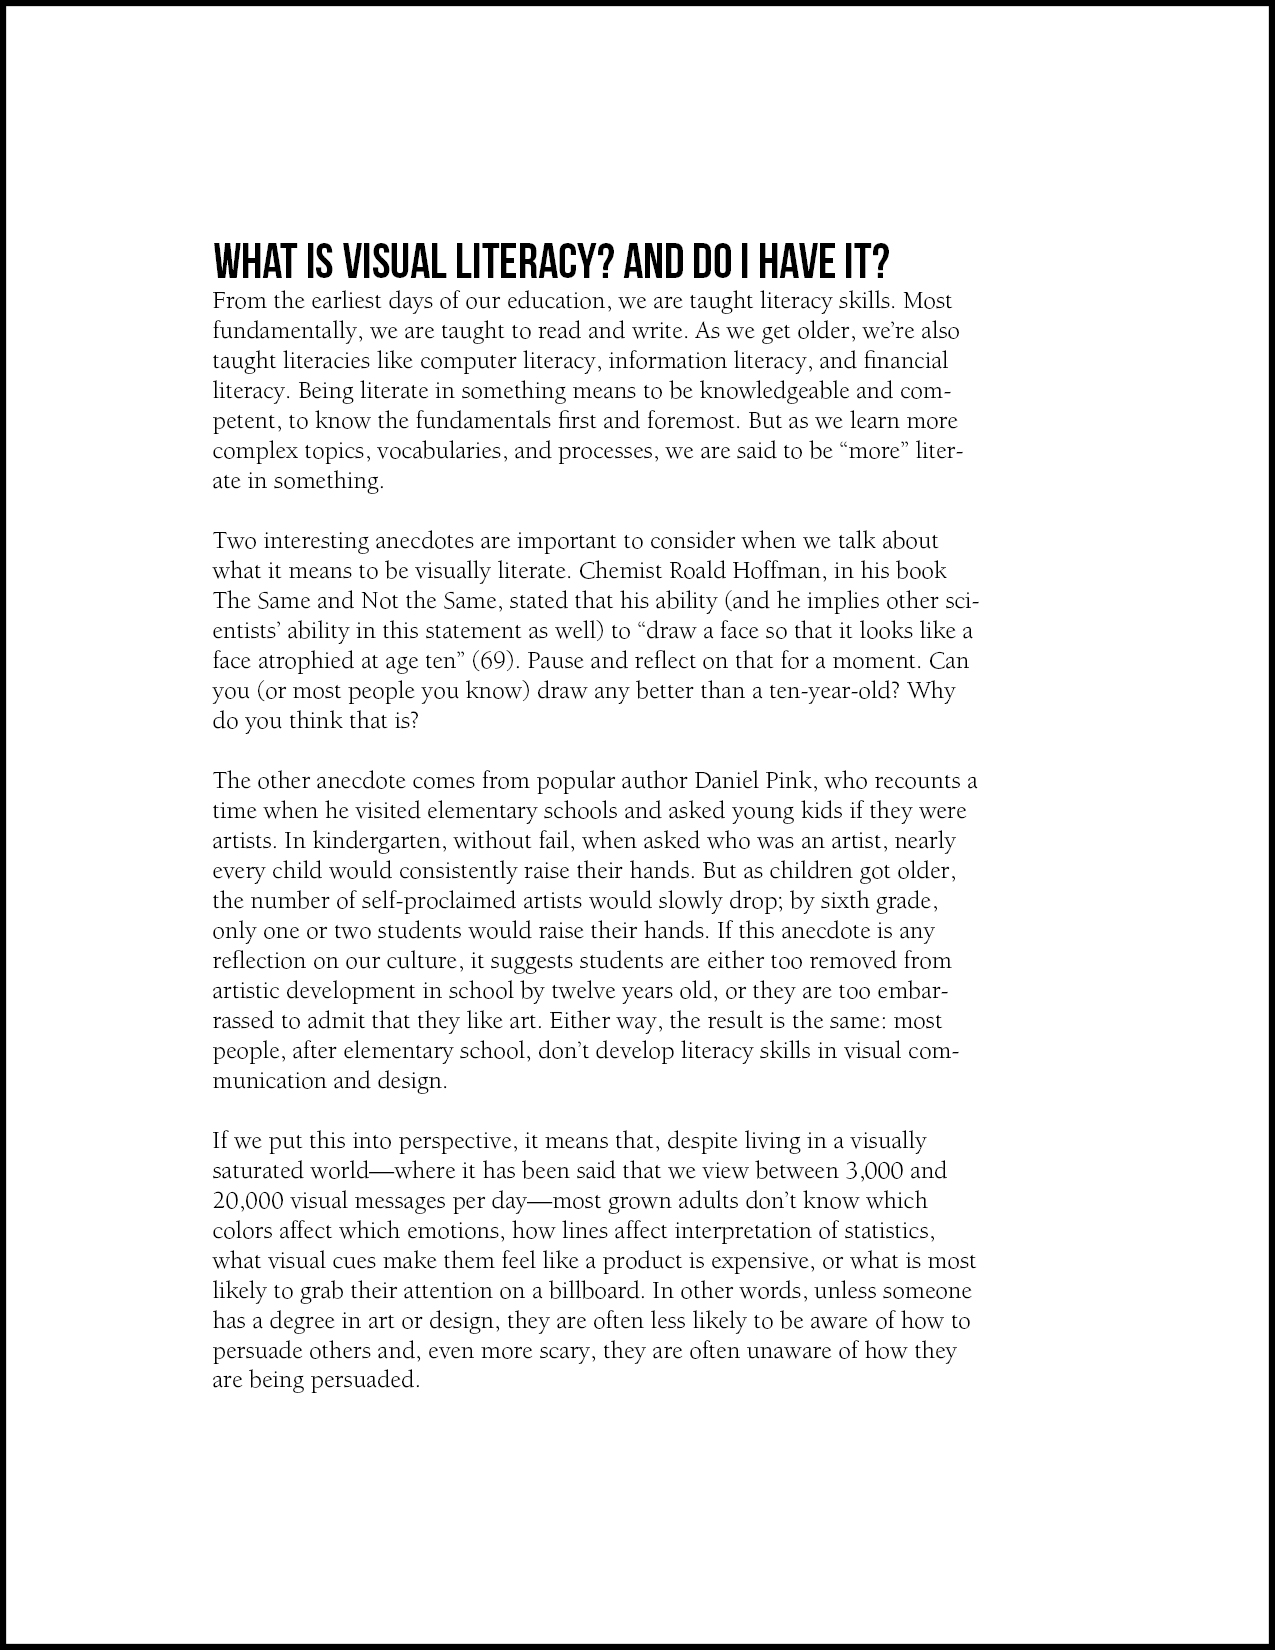 WHAT IS VISUAL LITERACY? AND DO I HAVE IT?
From the earliest days of our education, we are taught literacy skills. Most
fundamentally, we are taught to read and write. As we get older, we’re also
taught literacies like computer literacy, information literacy, and financial
literacy. Being literate in something means to be knowledgeable and com-
petent, to know the fundamentals first and foremost. But as we learn more
complex topics, vocabularies, and processes, we are said to be “more” liter-
ate in something.
Two interesting anecdotes are important to consider when we talk about
what it means to be visually literate. Chemist Roald Hoffman, in his book
The Same and Not the Same, stated that his ability (and he implies other sci-
entists’ ability in this statement as well) to “draw a face so that it looks like a
face atrophied at age ten” (69). Pause and reflect on that for a moment. Can
you (or most people you know) draw any better than a ten-year-old? Why
do you think that is?
The other anecdote comes from popular author Daniel Pink, who recounts a
time when he visited elementary schools and asked young kids if they were
artists. In kindergarten, without fail, when asked who was an artist, nearly
every child would consistently raise their hands. But as children got older,
the number of self-proclaimed artists would slowly drop; by sixth grade,
only one or two students would raise their hands. If this anecdote is any
reflection on our culture, it suggests students are either too removed from
artistic development in school by twelve years old, or they are too embar-
rassed to admit that they like art. Either way, the result is the same: most
people, after elementary school, don’t develop literacy skills in visual com-
munication and design.
If we put this into perspective, it means that, despite living in a visually
saturated world—where it has been said that we view between 3,000 and
20,000 visual messages per day—most grown adults don’t know which
colors affect which emotions, how lines affect interpretation of statistics,
what visual cues make them feel like a product is expensive, or what is most
likely to grab their attention on a billboard. In other words, unless someone
has a degree in art or design, they are often less likely to be aware of how to
persuade others and, even more scary, they are often unaware of how they
are being persuaded.